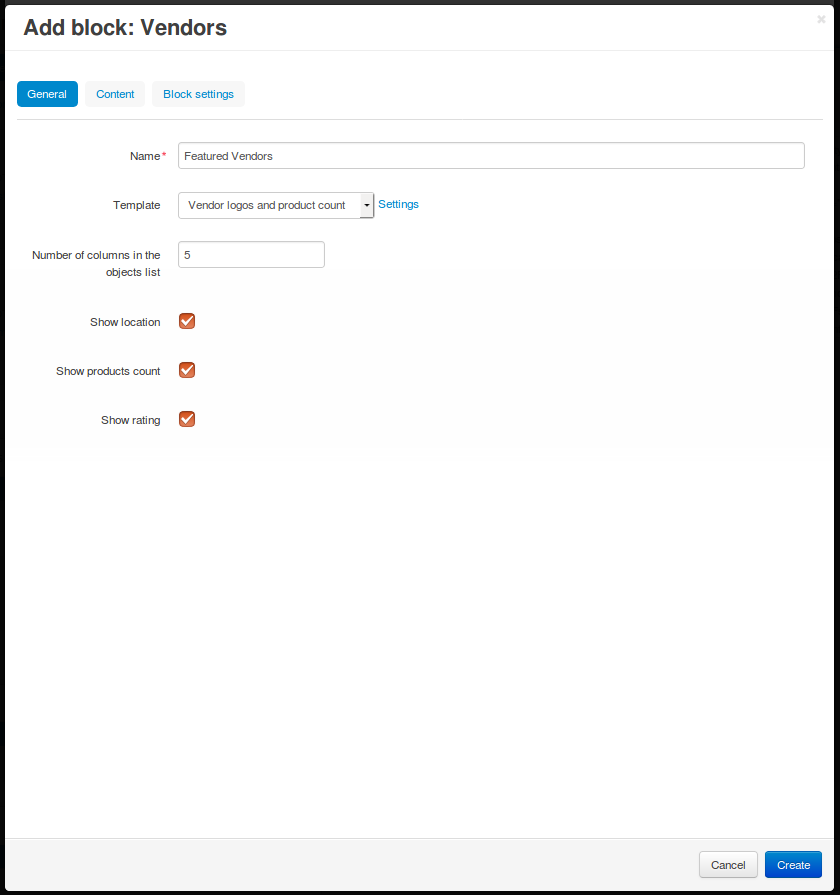 Add block: Vendors
×
General Content Block settings
Name* Featured Vendors
Template Vendor logos and product count Settings
Number of columns in the 5
objects list
Show location
Show products count
Show rating
Cancel Create